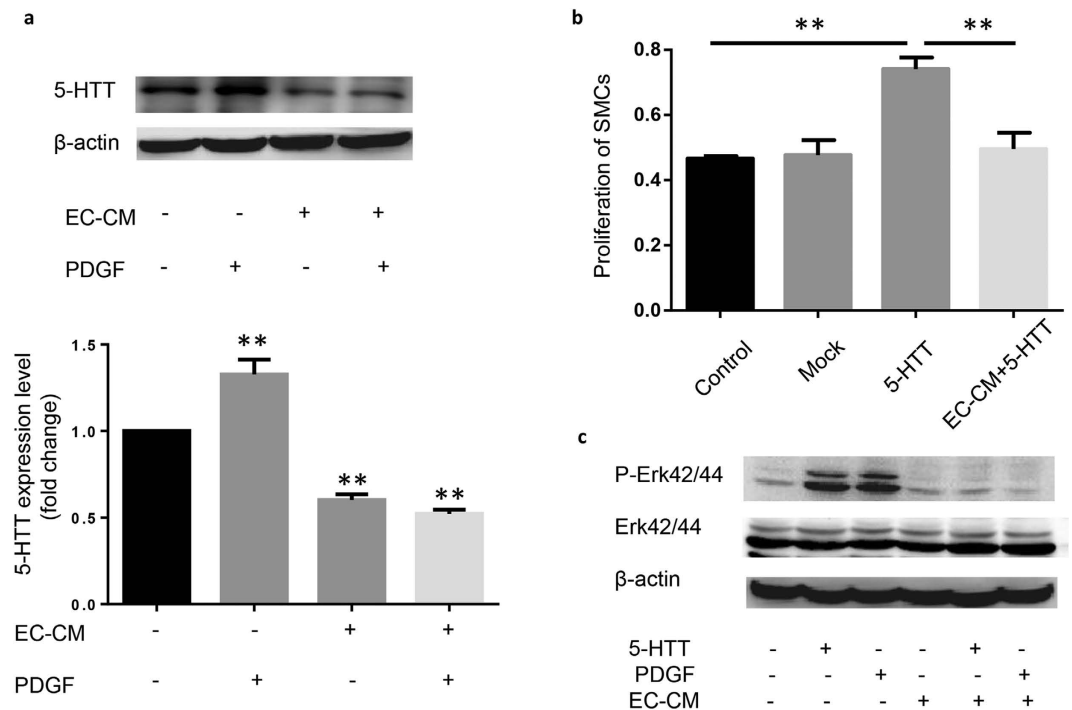 a
5-HTT
β-actin
EC-CM - - + +
PDGF - + - +
5-HTT expression level
(fold change)
1.5
1.0
0.5
0.0
** ** **
EC-CM - - + +
PDGF - + - +
b
** **
Proliferation of SMCs
0.8
0.6
0.4
0.2
0.0
Control
Mock
5-HTT
EC-CM+5-HTT
c
P-Erk42/44
Erk42/44
β-actin
5-HTT - + - - + -
PDGF - - + - - +
EC-CM - - - + + +